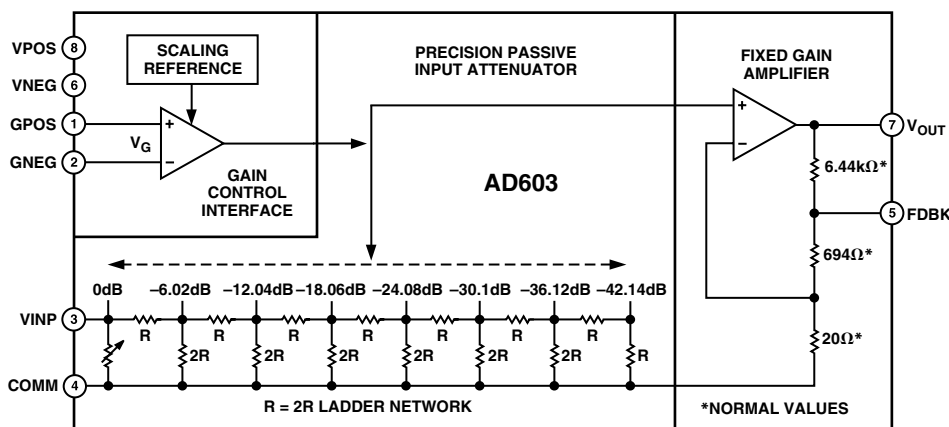 VPOS 8
VNEG 6
GPOS 1
GNEG 2
SCALING
REFERENCE
VG
+
−
GAIN
CONTROL
INTERFACE
PRECISION PASSIVE
INPUT ATTENUATOR
AD603
FIXED GAIN
AMPLIFIER
+
−
7 VOUT
6.44kΩ*
5 FDBK
694Ω*
20Ω*
*NORMAL VALUES
0dB −6.02dB −12.04dB −18.06dB −24.08dB −30.1dB −36.12dB −42.14dB
VINP 3
R R R R R R R
2R 2R 2R 2R 2R 2R R
COMM 4
R = 2R LADDER NETWORK